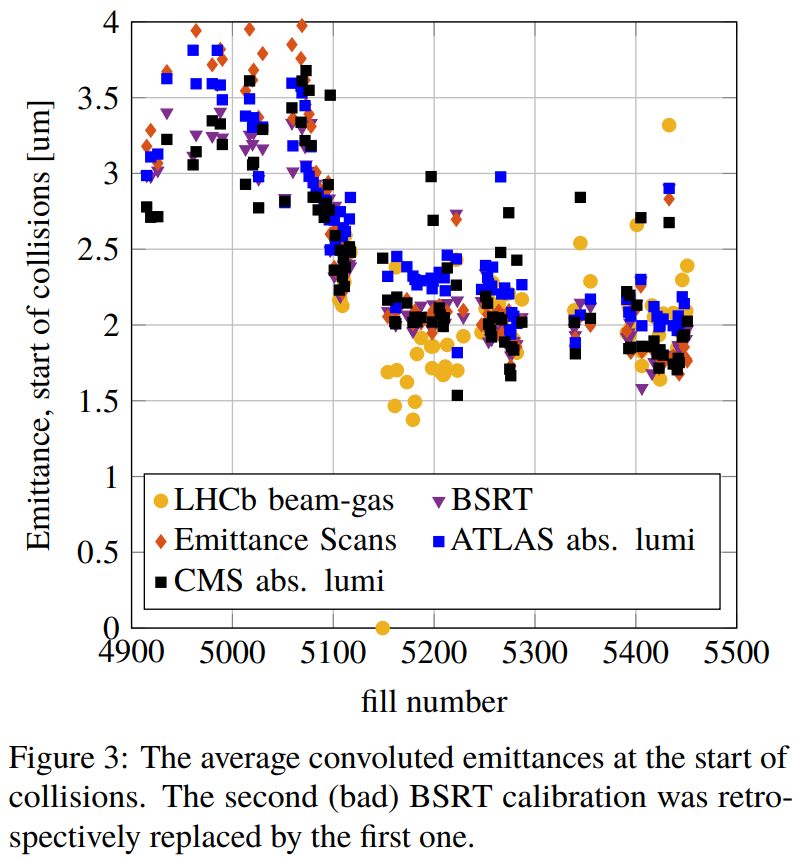 4
3.5
3
2.5
2
1.5
1
0.5
0
Emittance, start of collisions [um]
LHCb beam-gas
BSRT
Emittance Scans
ATLAS abs. lumi
CMS abs. lumi
4900 5000 5100 5200 5300 5400 5500
fill number
Figure 3: The average convoluted emittances at the start of
collisions. The second (bad) BSRT calibration was retro-
spectively replaced by the first one.